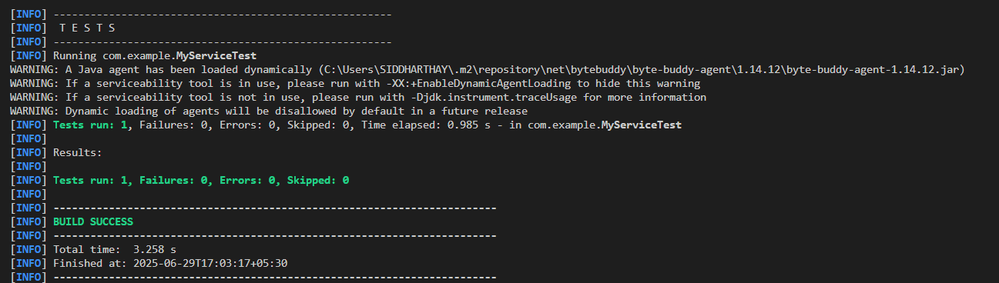 [INFO] -------------------------------------------------------
[INFO]  T E S T S
[INFO] -------------------------------------------------------
[INFO] Running com.example.MyServiceTest
WARNING: A Java agent has been loaded dynamically (C:\Users\SIDDHARTHAY\.m2\repository\net\bytebuddy\byte-buddy-agent\1.14.12\byte-buddy-agent-1.14.12.jar)
WARNING: If a serviceability tool is in use, please run with -XX:+EnableDynamicAgentLoading to hide this warning
WARNING: If a serviceability tool is not in use, please run with -Djdk.instrument.traceUsage for more information
WARNING: Dynamic loading of agents will be disallowed by default in a future release
[INFO] Tests run: 1, Failures: 0, Errors: 0, Skipped: 0, Time elapsed: 0.985 s - in com.example.MyServiceTest
[INFO]
[INFO] Results:
[INFO]
[INFO] Tests run: 1, Failures: 0, Errors: 0, Skipped: 0
[INFO]
[INFO] ------------------------------------------------------------------------
[INFO] BUILD SUCCESS
[INFO] ------------------------------------------------------------------------
[INFO] Total time:  3.258 s
[INFO] Finished at: 2025-06-29T17:03:17+05:30
[INFO] ------------------------------------------------------------------------